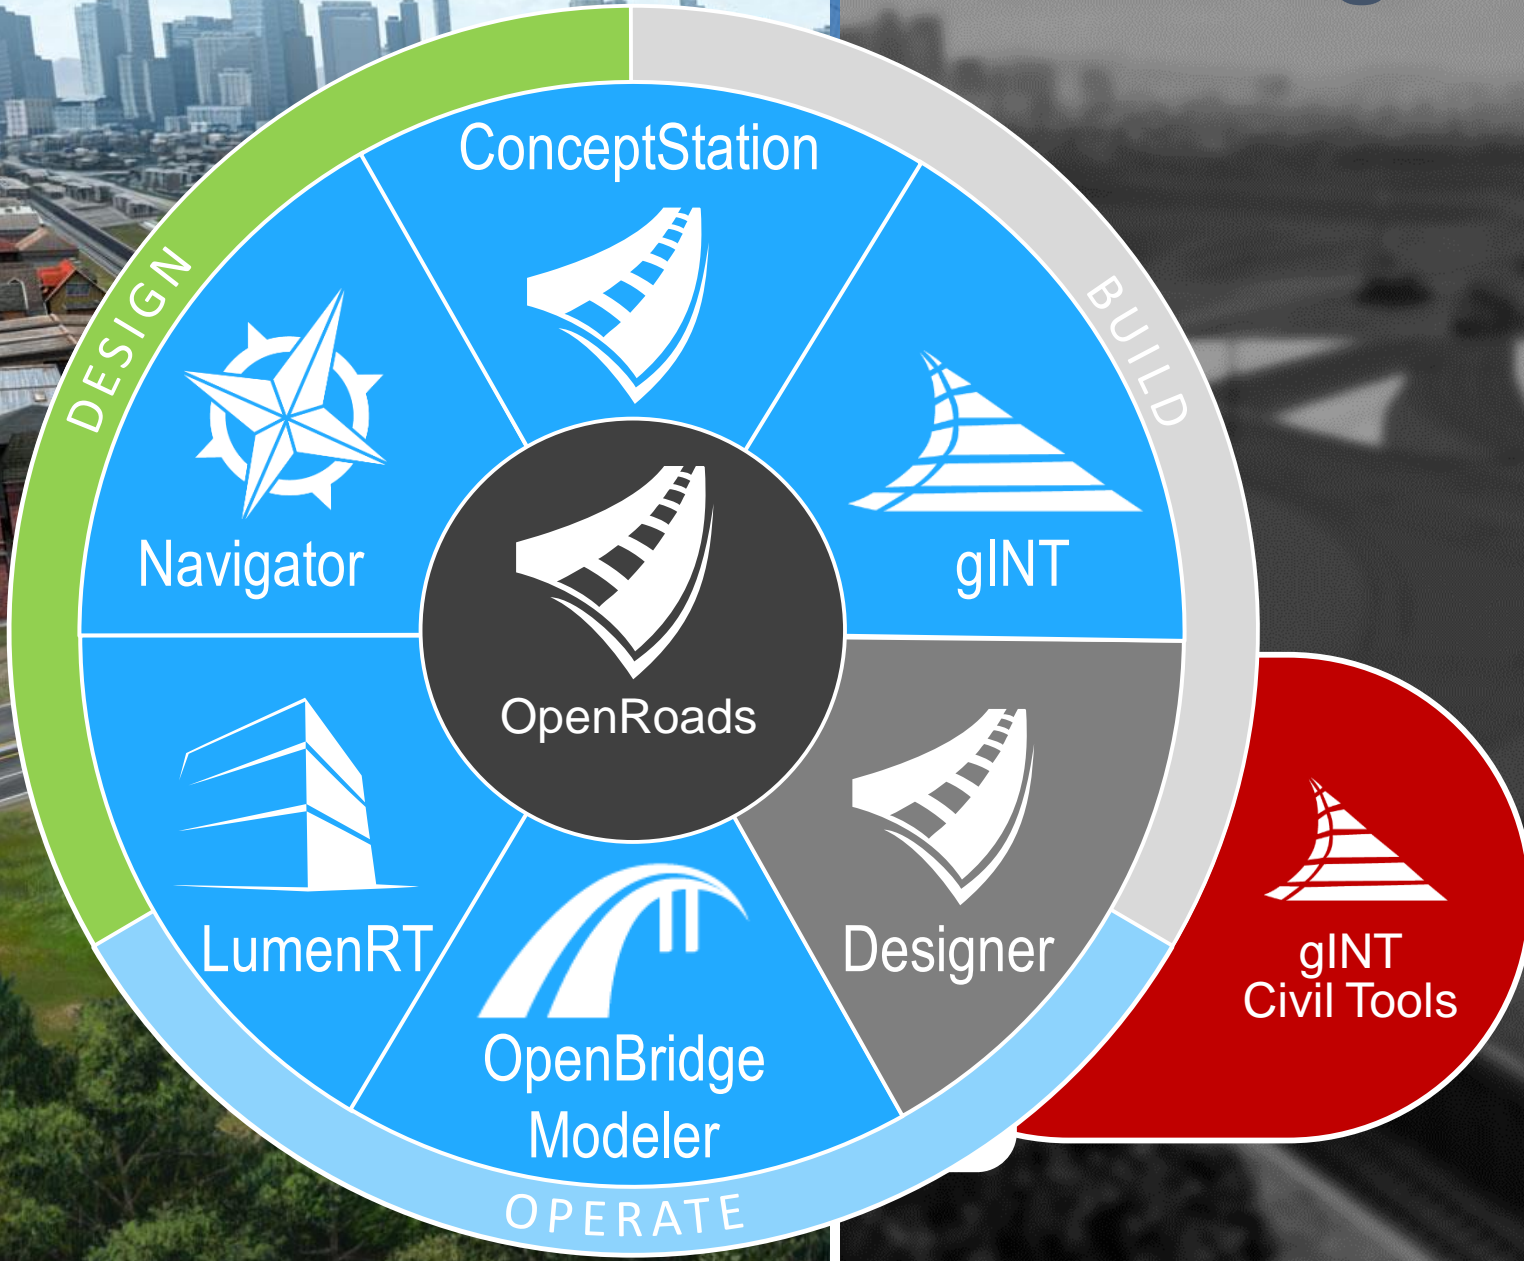 ConceptStation
DESIGN
BUILD
Navigator
gINT
OpenRoads
LumenRT
Designer
gINT
Civil Tools
OpenBridge
Modeler
OPERATE